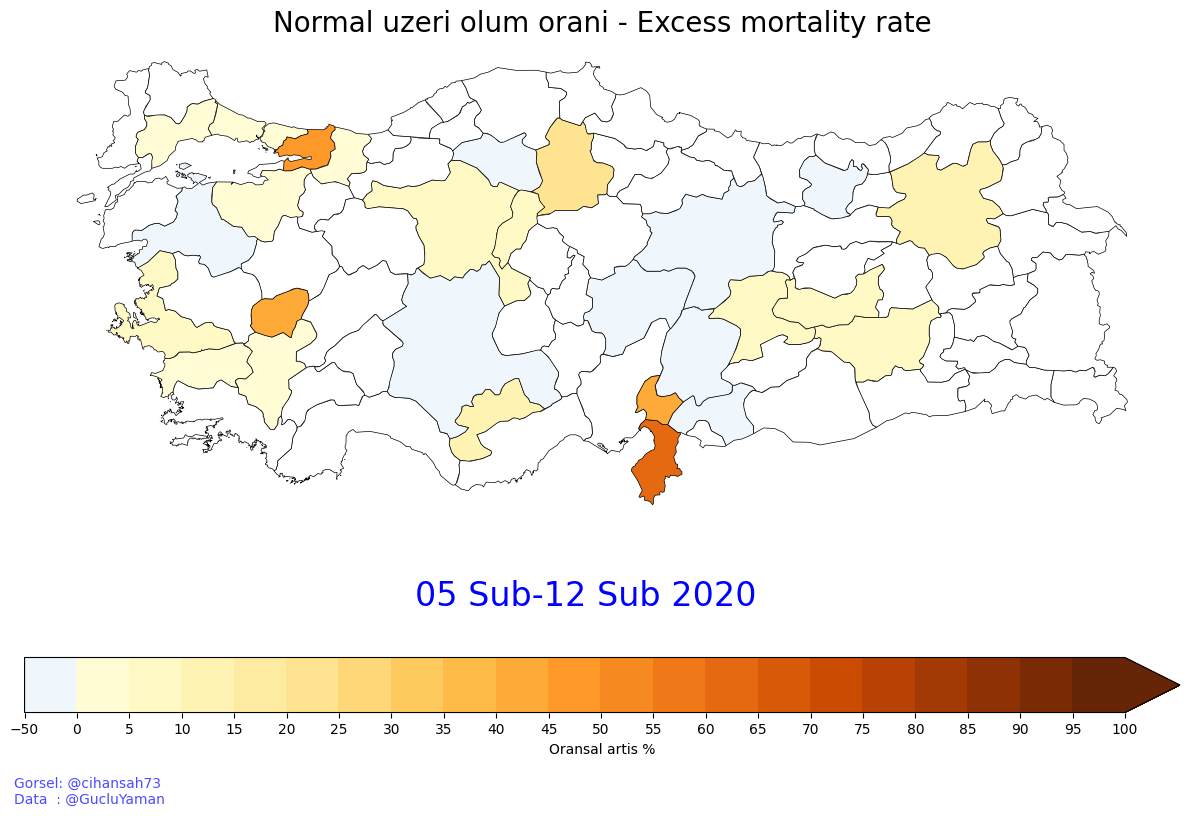 Normal uzeri olum orani - Excess mortality rate
05 Sub-12 Sub 2020
−50 0 5 10 15 20 25 30 35 40 45 50 55 60 65 70 75 80 85 90 95 100
Oransal artis %
Gorsel: @cihansah73
Data  : @GucluYaman